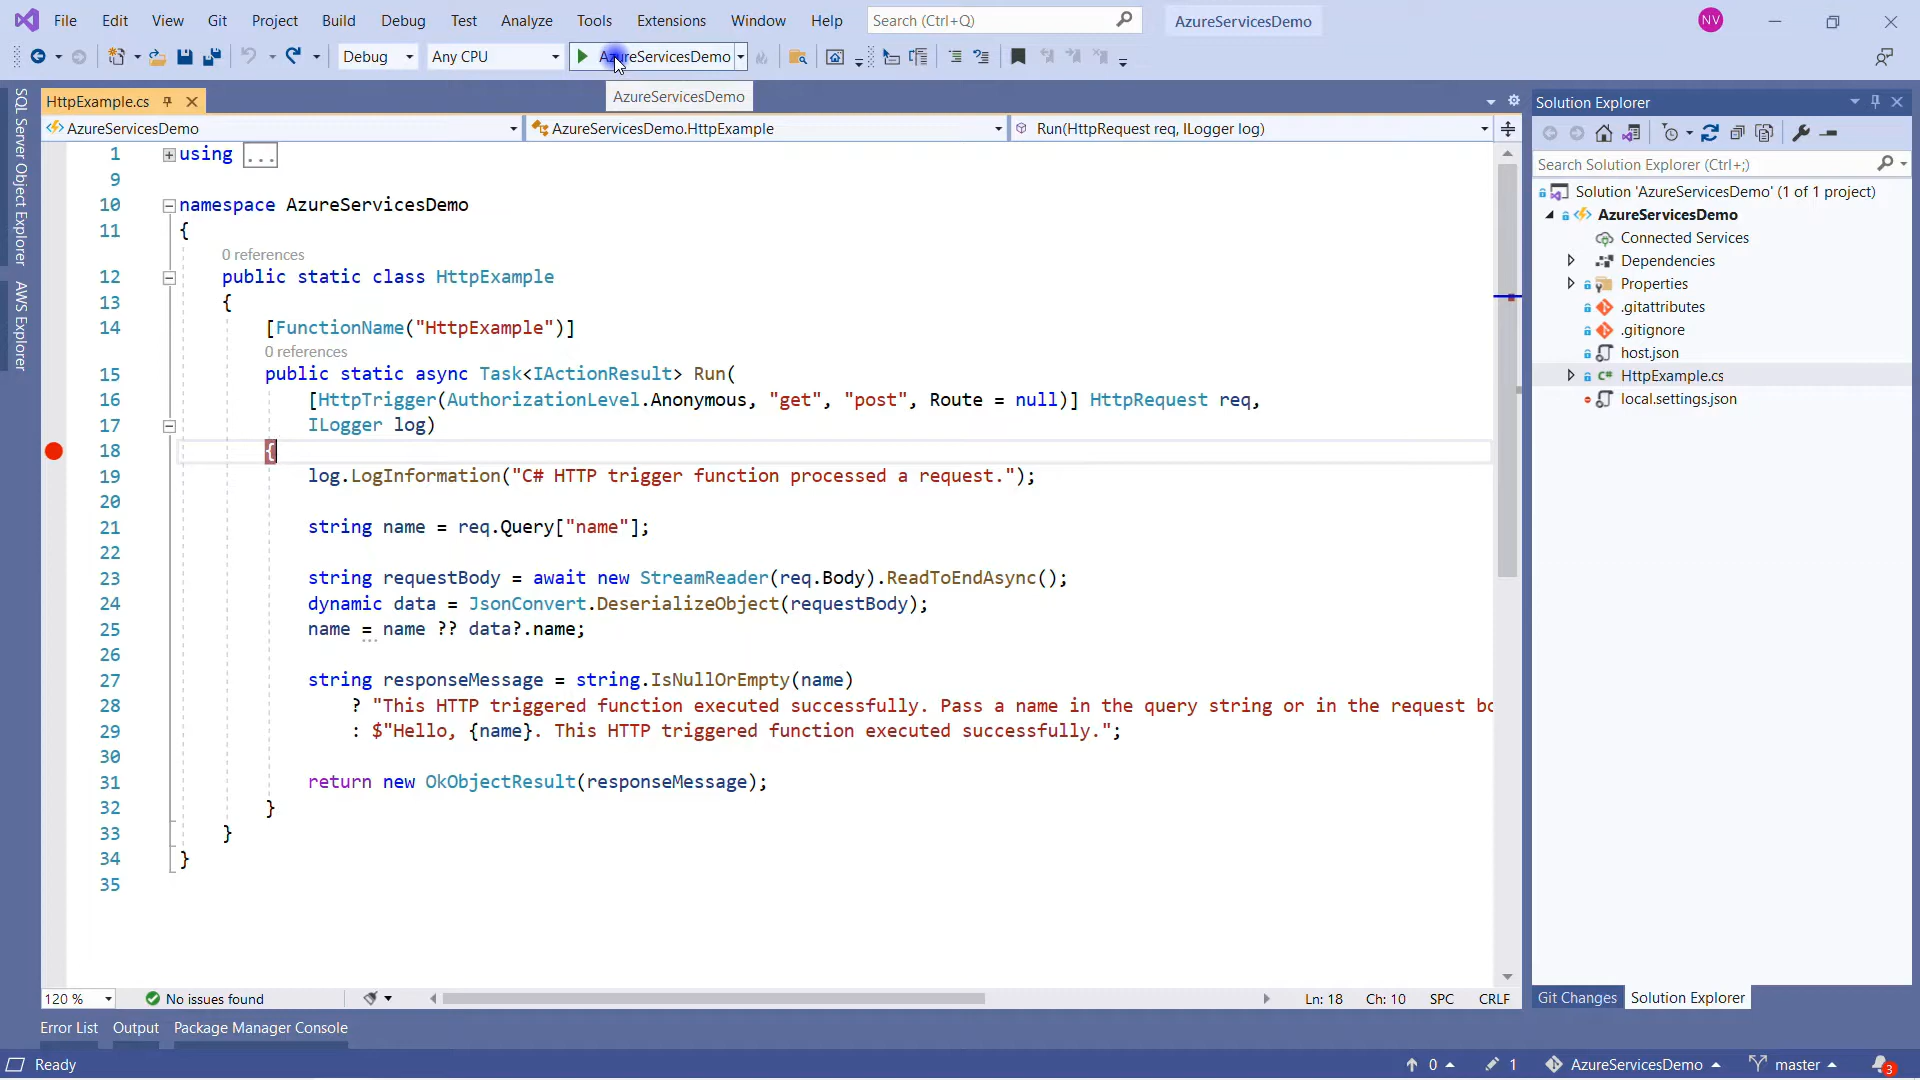 File Edit View Git Project Build Debug Test Analyze Tools Extensions Window Help Search (Ctrl+Q) AzureServicesDemo NV
Debug Any CPU AzureServicesDemo
AzureServicesDemo
SQL Server Object Explorer
AWS Explorer
HttpExample.cs
AzureServicesDemo AzureServicesDemo.HttpExample Run(HttpRequest req, ILogger log)
1 using ...
9
10 namespace AzureServicesDemo
11 {
0 references
12 public static class HttpExample
13 {
14 [FunctionName("HttpExample")]
0 references
15 public static async Task<IActionResult> Run(
16 [HttpTrigger(AuthorizationLevel.Anonymous, "get", "post", Route = null)] HttpRequest req,
17 ILogger log)
18 {
19 log.LogInformation("C# HTTP trigger function processed a request.");
20
21 string name = req.Query["name"];
22
23 string requestBody = await new StreamReader(req.Body).ReadToEndAsync();
24 dynamic data = JsonConvert.DeserializeObject(requestBody);
25 name = name ?? data?.name;
26
27 string responseMessage = string.IsNullOrEmpty(name)
28 ? "This HTTP triggered function executed successfully. Pass a name in the query string or in the request bo
29 : $"Hello, {name}. This HTTP triggered function executed successfully.";
30
31 return new OkObjectResult(responseMessage);
32 }
33 }
34 }
35
120 % No issues found Ln: 18 Ch: 10 SPC CRLF
Solution Explorer
Search Solution Explorer (Ctrl+;)
Solution 'AzureServicesDemo' (1 of 1 project)
AzureServicesDemo
Connected Services
Dependencies
Properties
.gitattributes
.gitignore
host.json
C# HttpExample.cs
local.settings.json
Git Changes Solution Explorer
Error List Output Package Manager Console
Ready 0 1 AzureServicesDemo master 3